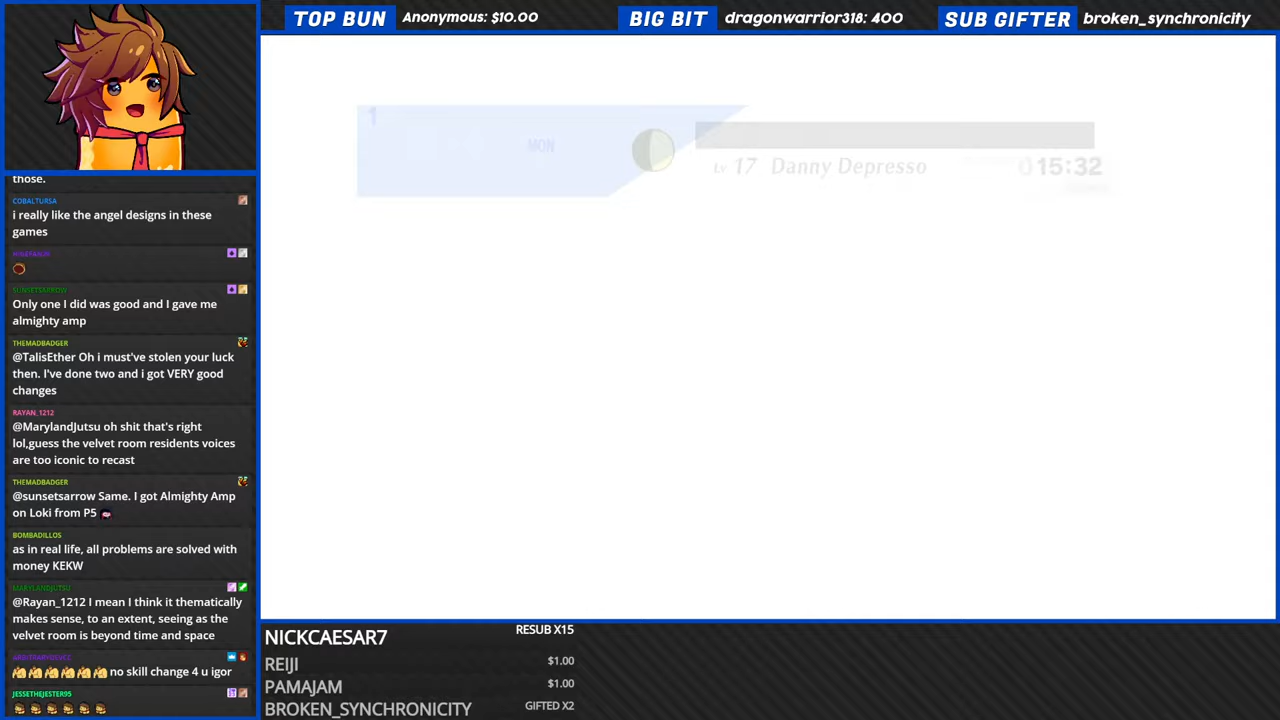 TOP BUN
Anonymous: $10.00
BIG BIT
dragonwarrior318: 400
SUB GIFTER
broken_synchronicity
those.
COBALTURSA
i really like the angel designs in these
games
SUNSETSARROW
Only one I did was good and I gave me
almighty amp
THEMADBADGER
@TalisEther Oh i must've stolen your luck
then. I've done two and i got VERY good
changes
RAYAN_1212
@MarylandJutsu oh shit that's right
lol,guess the velvet room residents voices
are too iconic to recast
THEMADBADGER
@sunsetsarrow Same. I got Almighty Amp
on Loki from P5
BOMBADILLOS
as in real life, all problems are solved with
money KEKW
MARYLANDJUTSU
@Rayan_1212 I mean I think it thematically
makes sense, to an extent, seeing as the
velvet room is beyond time and space
no skill change 4 u igor
JESSETHEJESTER95
1
MON
Lv 17 Danny Depresso
15:32
NICKCAESAR7
RESUB X15
REIJI
$1.00
PAMAJAM
$1.00
BROKEN_SYNCHRONICITY
GIFTED X2